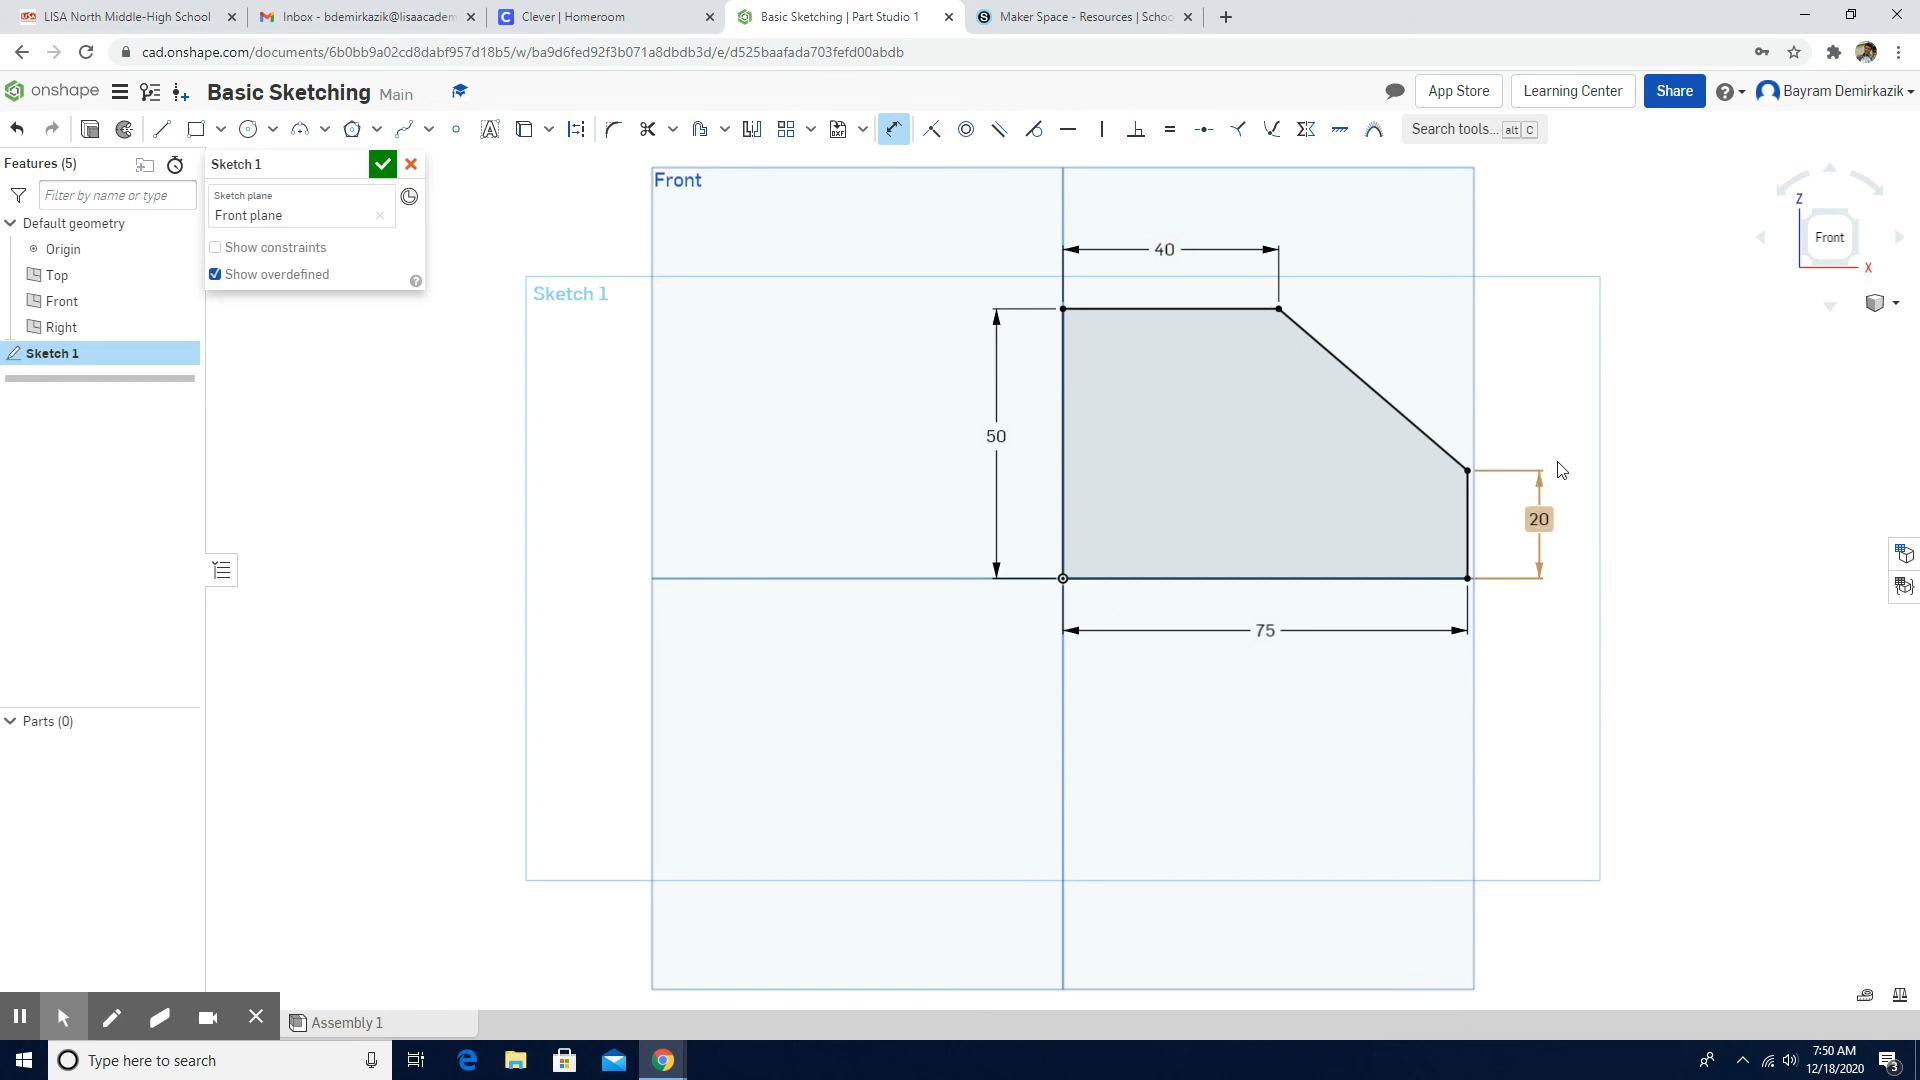 LISA North Middle-High School
Inbox - bdemirkazik@lisaacadem
Clever | Homeroom
Basic Sketching | Part Studio 1
Maker Space - Resources | Schoo
cad.onshape.com/documents/6b0bb9a02cd8dabf957d18b5/w/ba9d6fed92f3b071a8dbdb3d/e/d525baafada703fefd00abdb
onshape
Basic Sketching Main
App Store
Learning Center
Share
Bayram Demirkazik
Search tools... alt C
Features (5)
Filter by name or type
Default geometry
Origin
Top
Front
Right
Sketch 1
Sketch 1
Sketch plane
Front plane
Show constraints
Show overdefined
Front
Sketch 1
40
50
20
75
Z
Front
X
Parts (0)
Assembly 1
Type here to search
7:50 AM
12/18/2020
3